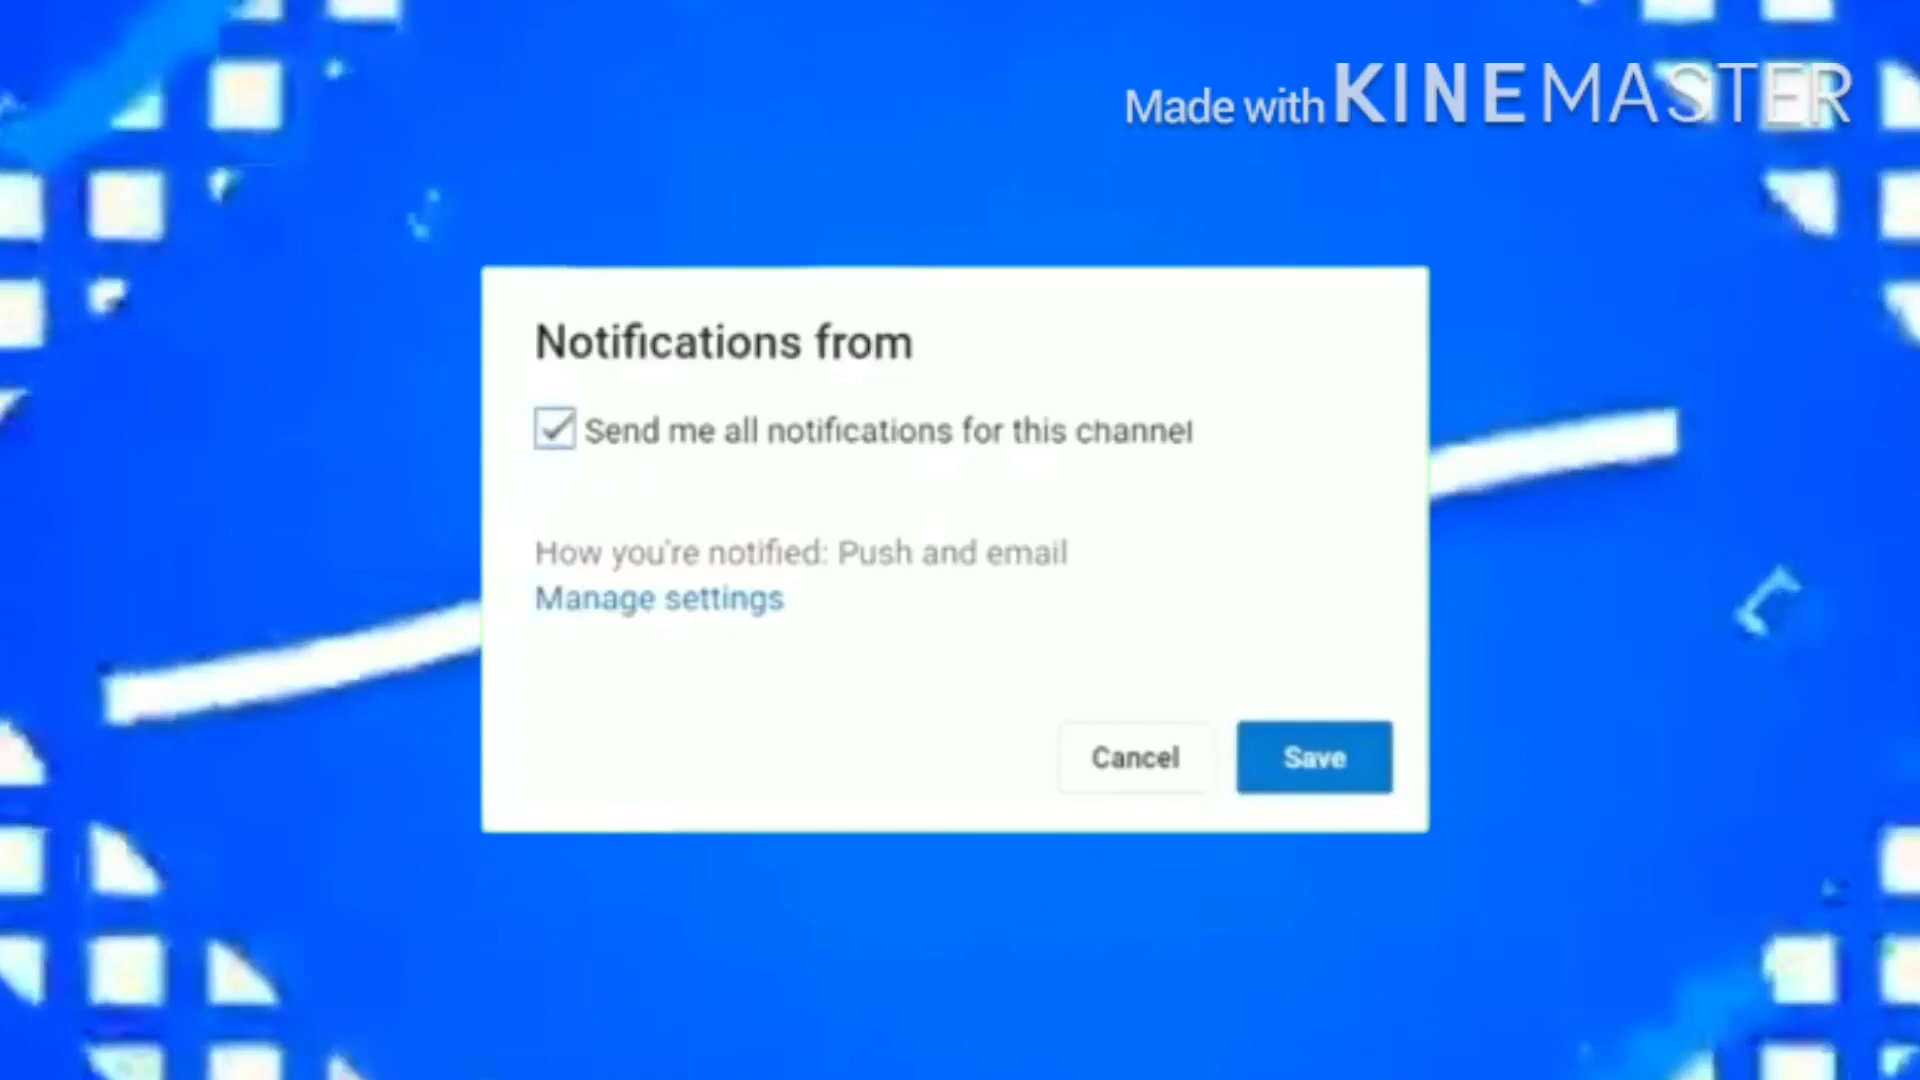 Made with KINEMASTER
Notifications from
Send me all notifications for this channel
How you're notified: Push and email
Manage settings
Cancel Save